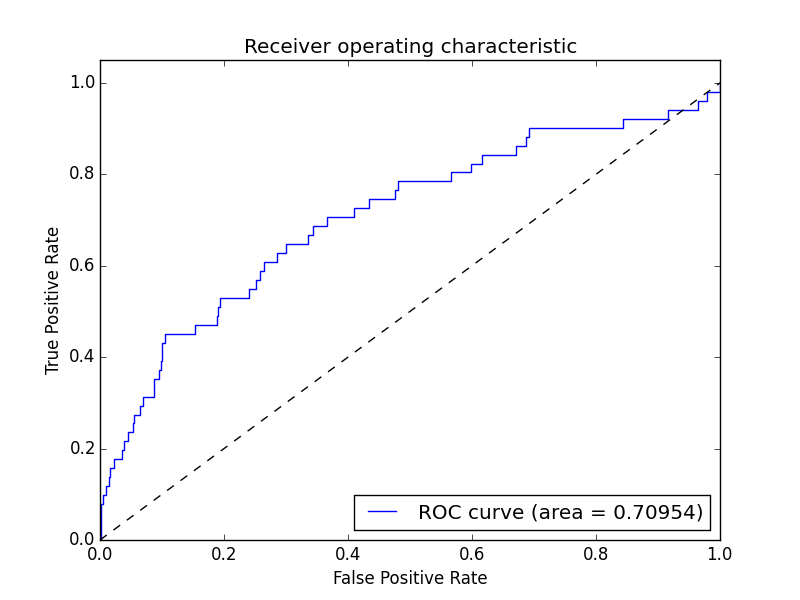 Receiver operating characteristic
1.0
0.8
0.6
0.4
0.2
0.0
True Positive Rate
ROC curve (area = 0.70954)
0.0 0.2 0.4 0.6 0.8 1.0
False Positive Rate